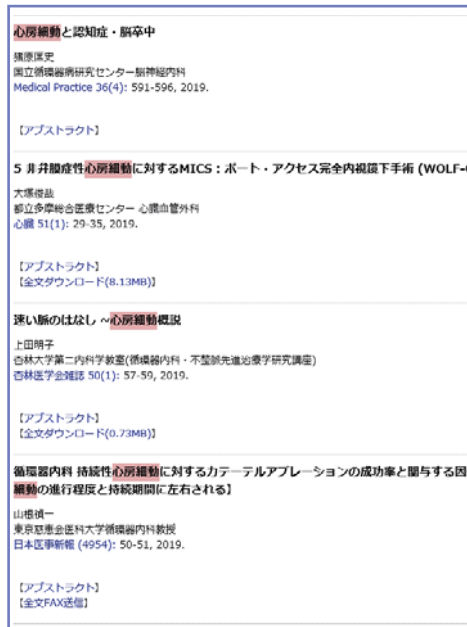 心房細動と認知症・脳卒中
猪原匡史
国立循環器病研究センター脳神経内科
Medical Practice 36(4): 591-596, 2019.
【アブストラクト】
5 非弁膜症性心房細動に対するMICS：ポート・アクセス完全内視鏡下手術 (WOLF-
大塚俊哉
都立多摩総合医療センター 心臓血管外科
心臓 51(1): 29-35, 2019.
【アブストラクト】
【全文ダウンロード(8.13MB)】
速い脈のはなし ～心房細動概説
上田明子
杏林大学第二内科学教室(循環器内科・不整脈先進治療学研究講座)
杏林医学会雑誌 50(1): 57-59, 2019.
【アブストラクト】
【全文ダウンロード(0.73MB)】
循環器内科 持続性心房細動に対するカテーテルアブレーションの成功率と関与する因
細動の進行程度と持続期間に左右される】
山根禎一
東京慈恵会医科大学循環器内科教授
日本医事新報 (4954): 50-51, 2019.
【アブストラクト】
【全文FAX送信】